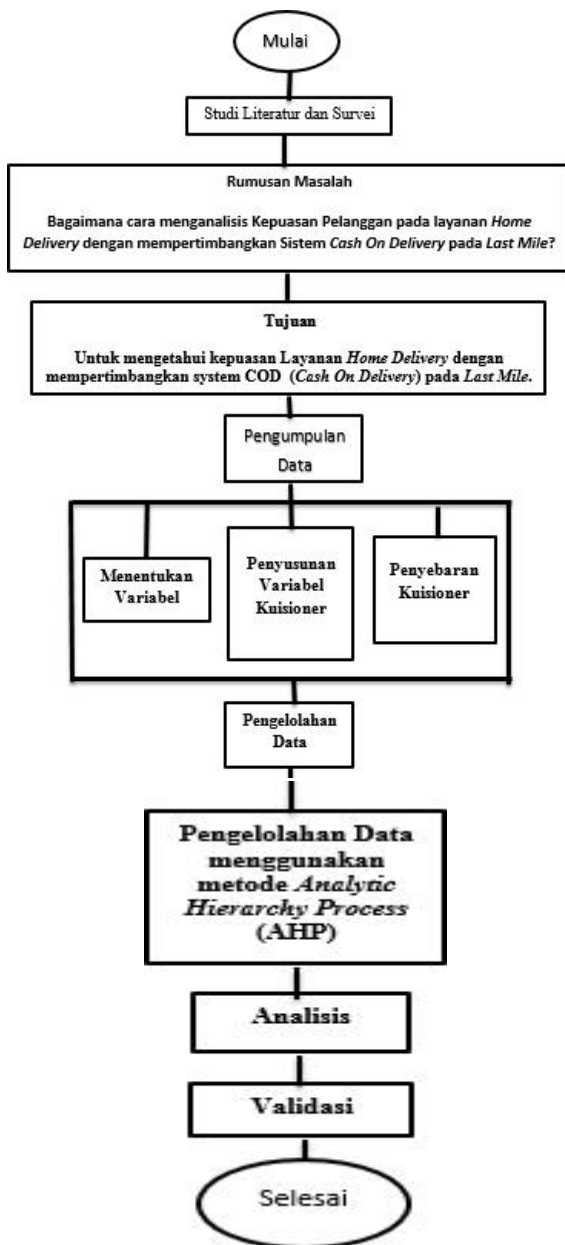 Mulai
Studi Literatur dan Survei
Rumusan Masalah
Bagaimana cara menganalisis Kepuasan Pelanggan pada layanan Home
Delivery dengan mempertimbangkan Sistem Cash On Delivery pada Last Mile?
Tujuan
Untuk mengetahui kepuasan Layanan Home Delivery dengan
mempertimbangkan system COD (Cash On Delivery) pada Last Mile.
Pengumpulan
Data
Menentukan
Variabel
Penyusunan
Variabel
Kuisioner
Penyebaran
Kuisioner
Pengelolahan
Data
Pengelolahan Data
menggunakan
metode Analytic
Hierarchy Process
(AHP)
Analisis
Validasi
Selesai